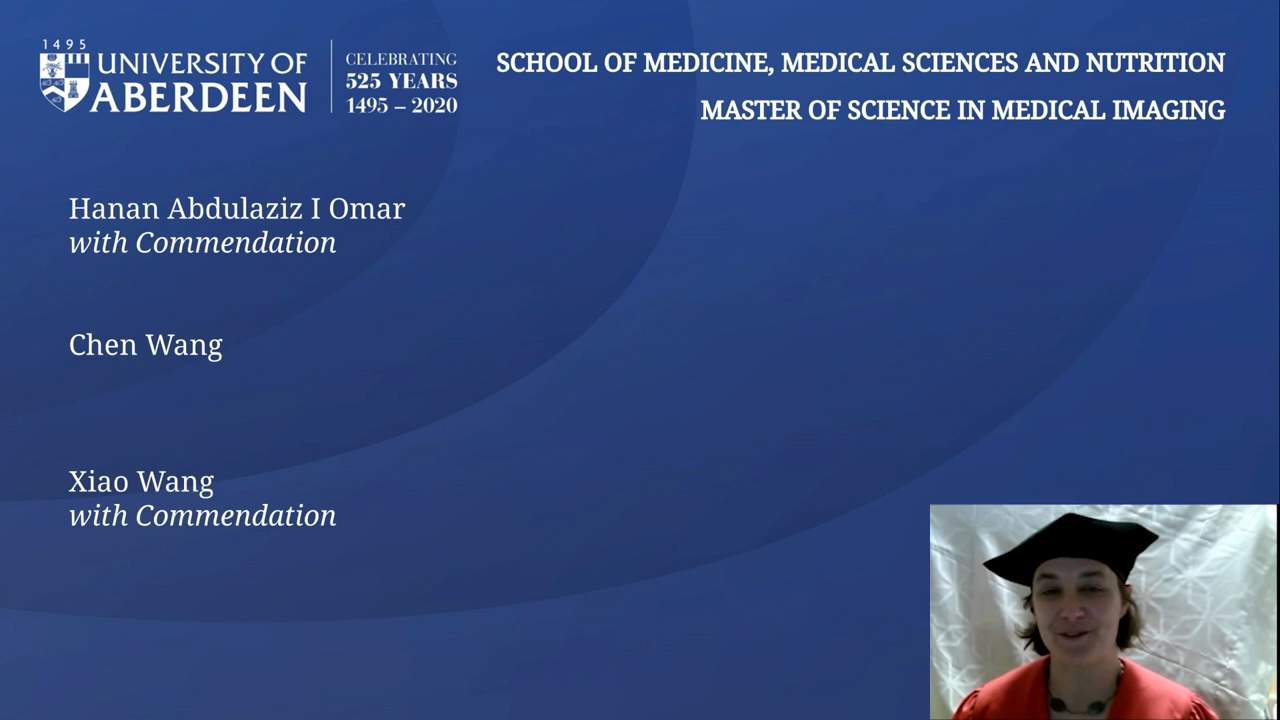 1495
UNIVERSITY OF
ABERDEEN
CELEBRATING
525 YEARS
1495 – 2020
SCHOOL OF MEDICINE, MEDICAL SCIENCES AND NUTRITION
MASTER OF SCIENCE IN MEDICAL IMAGING
Hanan Abdulaziz I Omar
with Commendation
Chen Wang
Xiao Wang
with Commendation